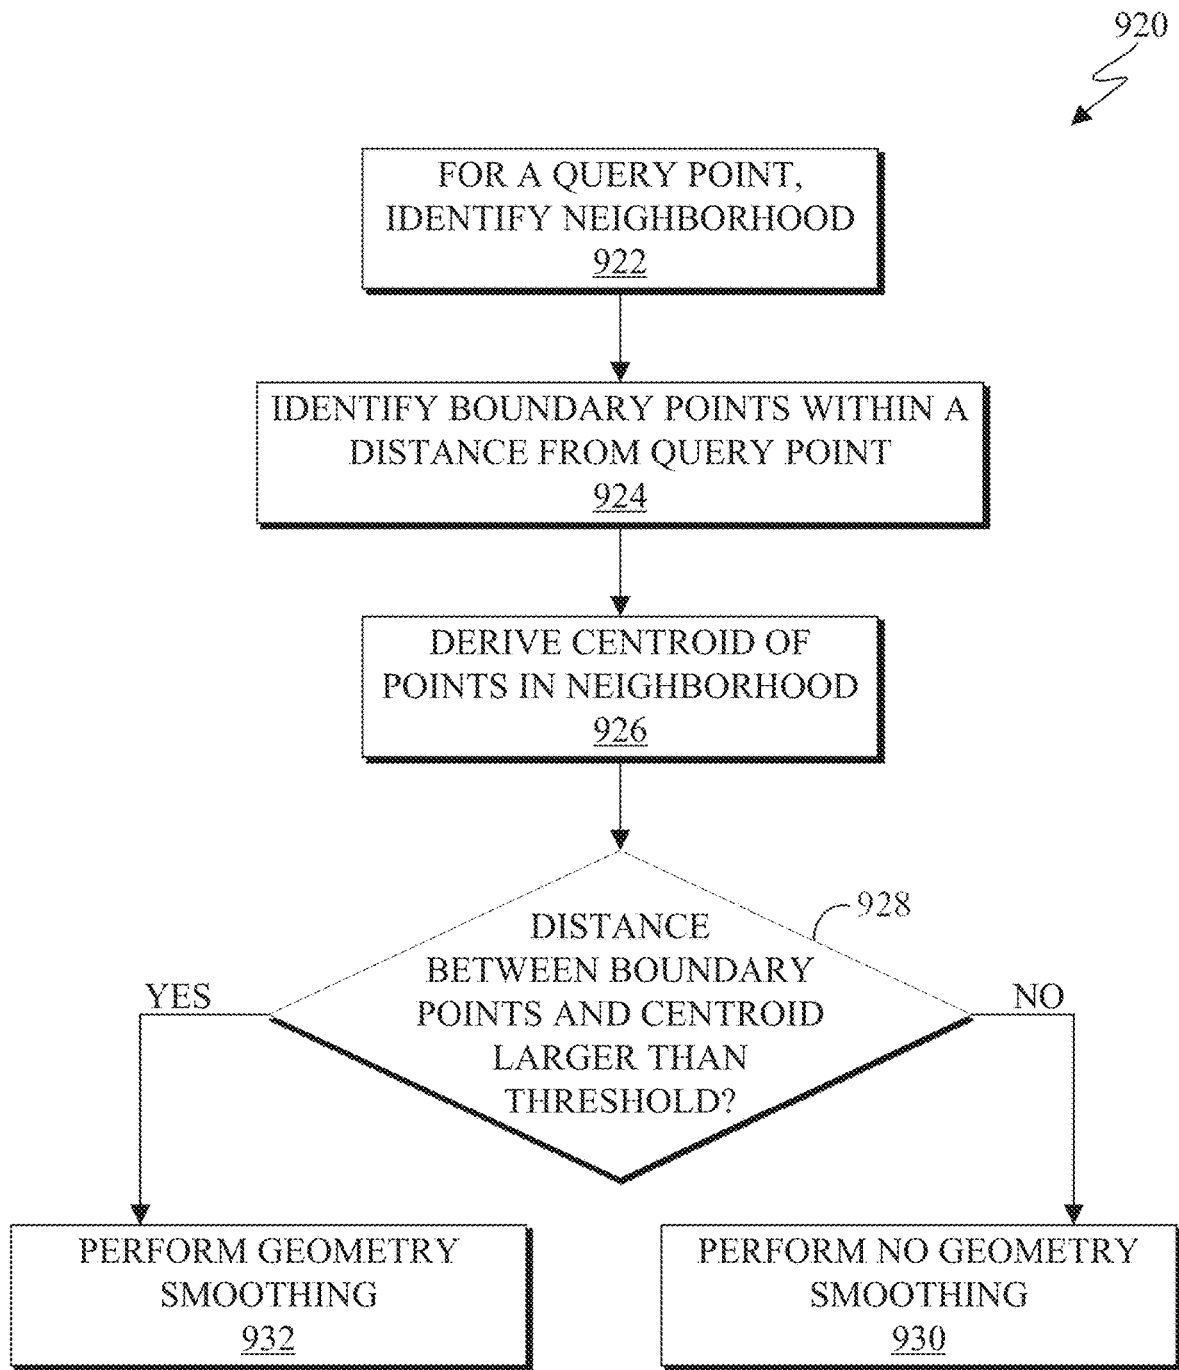 920
FOR A QUERY POINT,
IDENTIFY NEIGHBORHOOD
922
IDENTIFY BOUNDARY POINTS WITHIN A
DISTANCE FROM QUERY POINT
924
DERIVE CENTROID OF
POINTS IN NEIGHBORHOOD
926
928
DISTANCE
BETWEEN BOUNDARY
POINTS AND CENTROID
LARGER THAN
THRESHOLD?
YES
NO
PERFORM GEOMETRY
SMOOTHING
932
PERFORM NO GEOMETRY
SMOOTHING
930